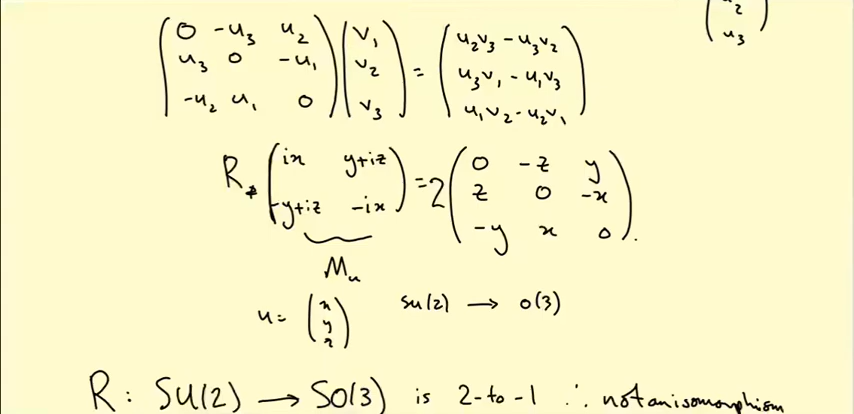 ( u2 u3 )
( 0 -u3 u2 ; u3 0 -u1 ; -u2 u1 0 ) ( v1 ; v2 ; v3 ) = ( u2v3 - u3v2 ; u3v1 - u1v3 ; u1v2 - u2v1 )
R* ( ix y+iz ; -y+iz -ix ) = 2 ( 0 -z y ; z 0 -x ; -y x 0 ).
Mu
u = ( x ; y ; z ) su(2) → o(3)
R: SU(2) → SO(3) is 2-to-1 ∴ not an isomorphism